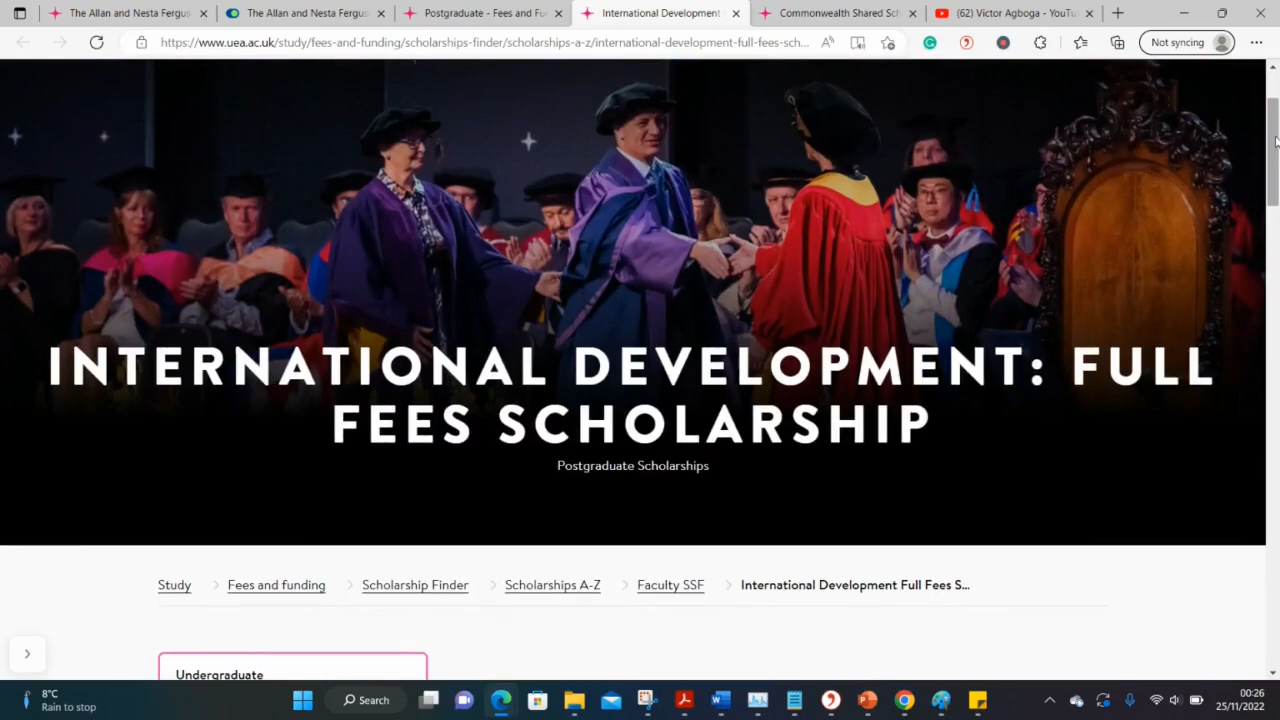 The Allan and Nesta Fergus
The Allan and Nesta Fergus
Postgraduate - Fees and Fu
International Development
Commonwealth Shared Sch
(62) Victor Agboga - YouTu
https://www.uea.ac.uk/study/fees-and-funding/scholarships-finder/scholarships-a-z/international-development-full-fees-sch...
Not syncing
INTERNATIONAL DEVELOPMENT: FULL
FEES SCHOLARSHIP
Postgraduate Scholarships
Study
Fees and funding
Scholarship Finder
Scholarships A-Z
Faculty SSF
International Development Full Fees S...
Undergraduate
8°C
Rain to stop
Search
00:26
25/11/2022